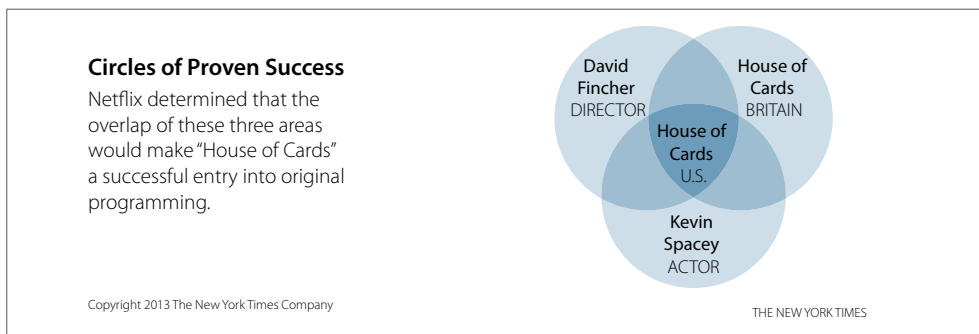 Circles of Proven Success
Netflix determined that the
overlap of these three areas
would make “House of Cards”
a successful entry into original
programming.
Copyright 2013 The New York Times Company
David
Fincher
DIRECTOR
House of
Cards
BRITAIN
House of
Cards
U.S.
Kevin
Spacey
ACTOR
THE NEW YORK TIMES